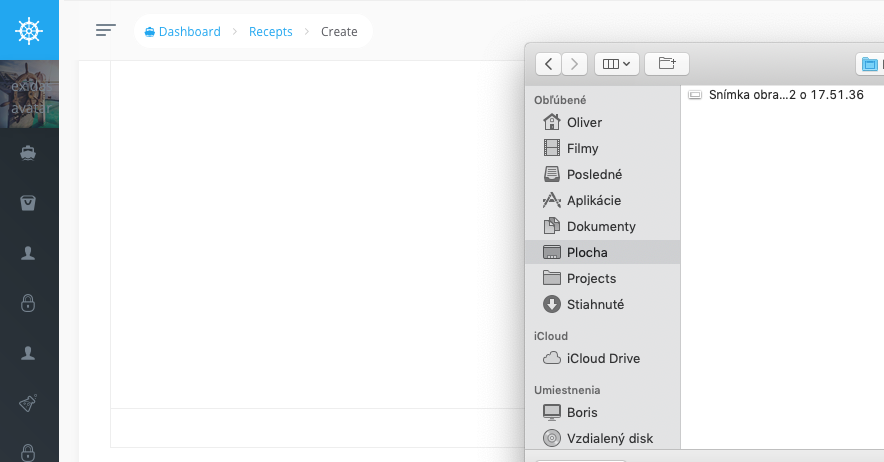 Dashboard > Recepts > Create
exidas
avatar
Obľúbené
Oliver
Filmy
Posledné
Aplikácie
Dokumenty
Plocha
Projects
Stiahnuté
iCloud
iCloud Drive
Umiestnenia
Boris
Vzdialený disk
Snímka obra...2 o 17.51.36